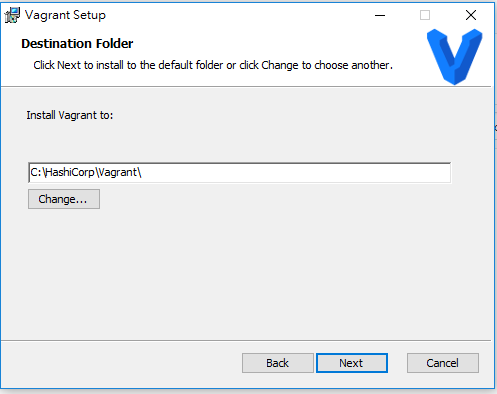 Vagrant Setup
Destination Folder
Click Next to install to the default folder or click Change to choose another.
Install Vagrant to:
C:\HashiCorp\Vagrant\
Change...
Back Next Cancel